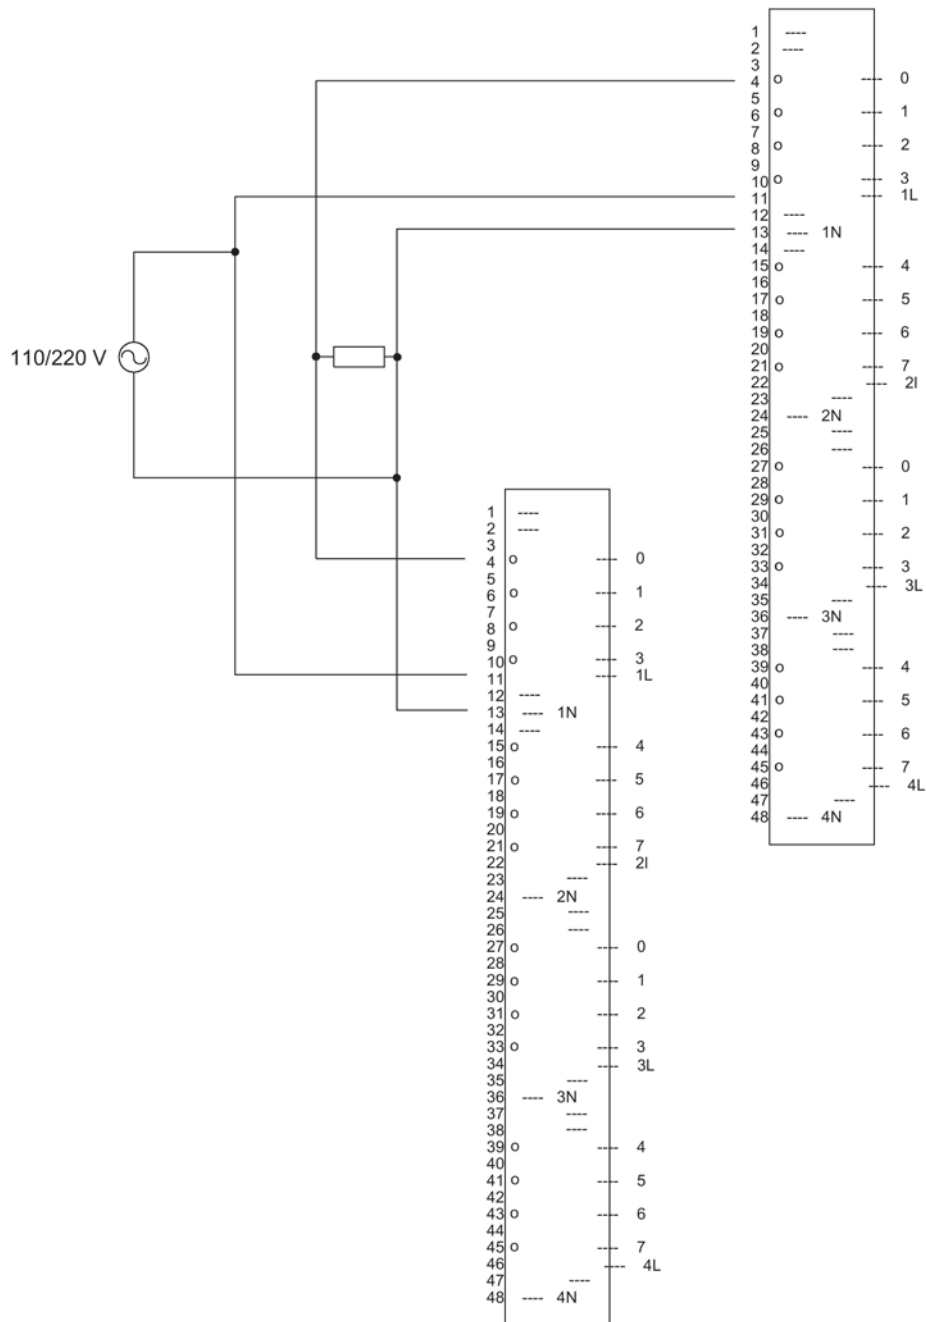 1 ----
2 ----
3
4 o ---- 0
5
6 o ---- 1
7
8 o ---- 2
9
10 o ---- 3
11 ---- 1L
12 ----
13 ---- 1N
14 ----
15 o ---- 4
16
17 o ---- 5
18
19 o ---- 6
20
21 o ---- 7
22 ---- 2I
23 ----
24 ---- 2N
25 ----
26 ----
27 o ---- 0
28
29 o ---- 1
30
31 o ---- 2
32
33 o ---- 3
34 ---- 3L
35 ----
36 ---- 3N
37 ----
38 ----
39 o ---- 4
40
41 o ---- 5
42
43 o ---- 6
44
45 o ---- 7
46 ---- 4L
47 ----
48 ---- 4N
110/220 V
1 ----
2 ----
3
4 o ---- 0
5
6 o ---- 1
7
8 o ---- 2
9
10 o ---- 3
11 ---- 1L
12 ----
13 ---- 1N
14 ----
15 o ---- 4
16
17 o ---- 5
18
19 o ---- 6
20
21 o ---- 7
22 ---- 2I
23 ----
24 ---- 2N
25 ----
26 ----
27 o ---- 0
28
29 o ---- 1
30
31 o ---- 2
32
33 o ---- 3
34 ---- 3L
35 ----
36 ---- 3N
37 ----
38 ----
39 o ---- 4
40
41 o ---- 5
42
43 o ---- 6
44
45 o ---- 7
46 ---- 4L
47 ----
48 ---- 4N